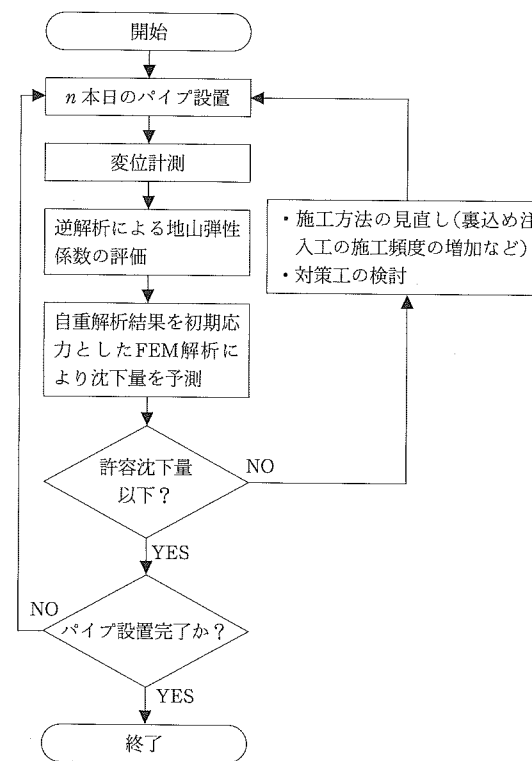 開始
n 本日のパイプ設置
変位計測
逆解析による地山弾性
係数の評価
自重解析結果を初期応
力としたFEM解析に
より沈下量を予測
許容沈下量
以下？
NO
・施工方法の見直し（裏込め注
入工の施工頻度の増加など）
・対策工の検討
YES
パイプ設置完了か？
NO
YES
終了